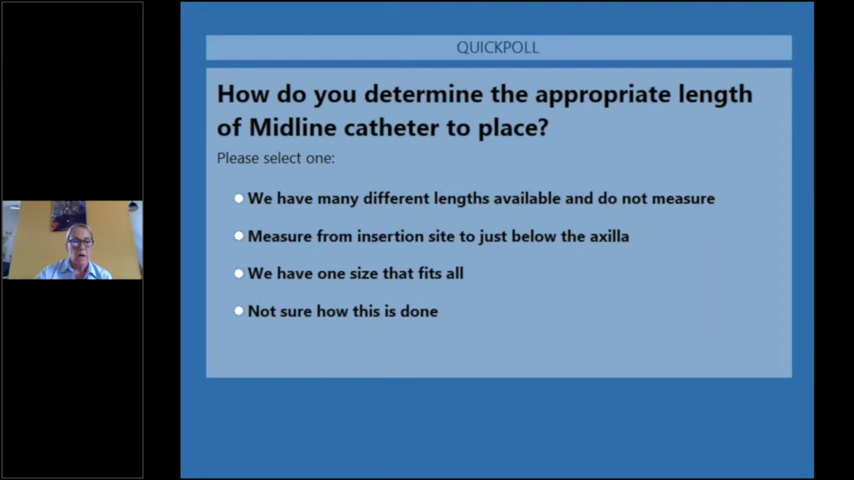 QUICKPOLL
How do you determine the appropriate length
of Midline catheter to place?
Please select one:
We have many different lengths available and do not measure
Measure from insertion site to just below the axilla
We have one size that fits all
Not sure how this is done